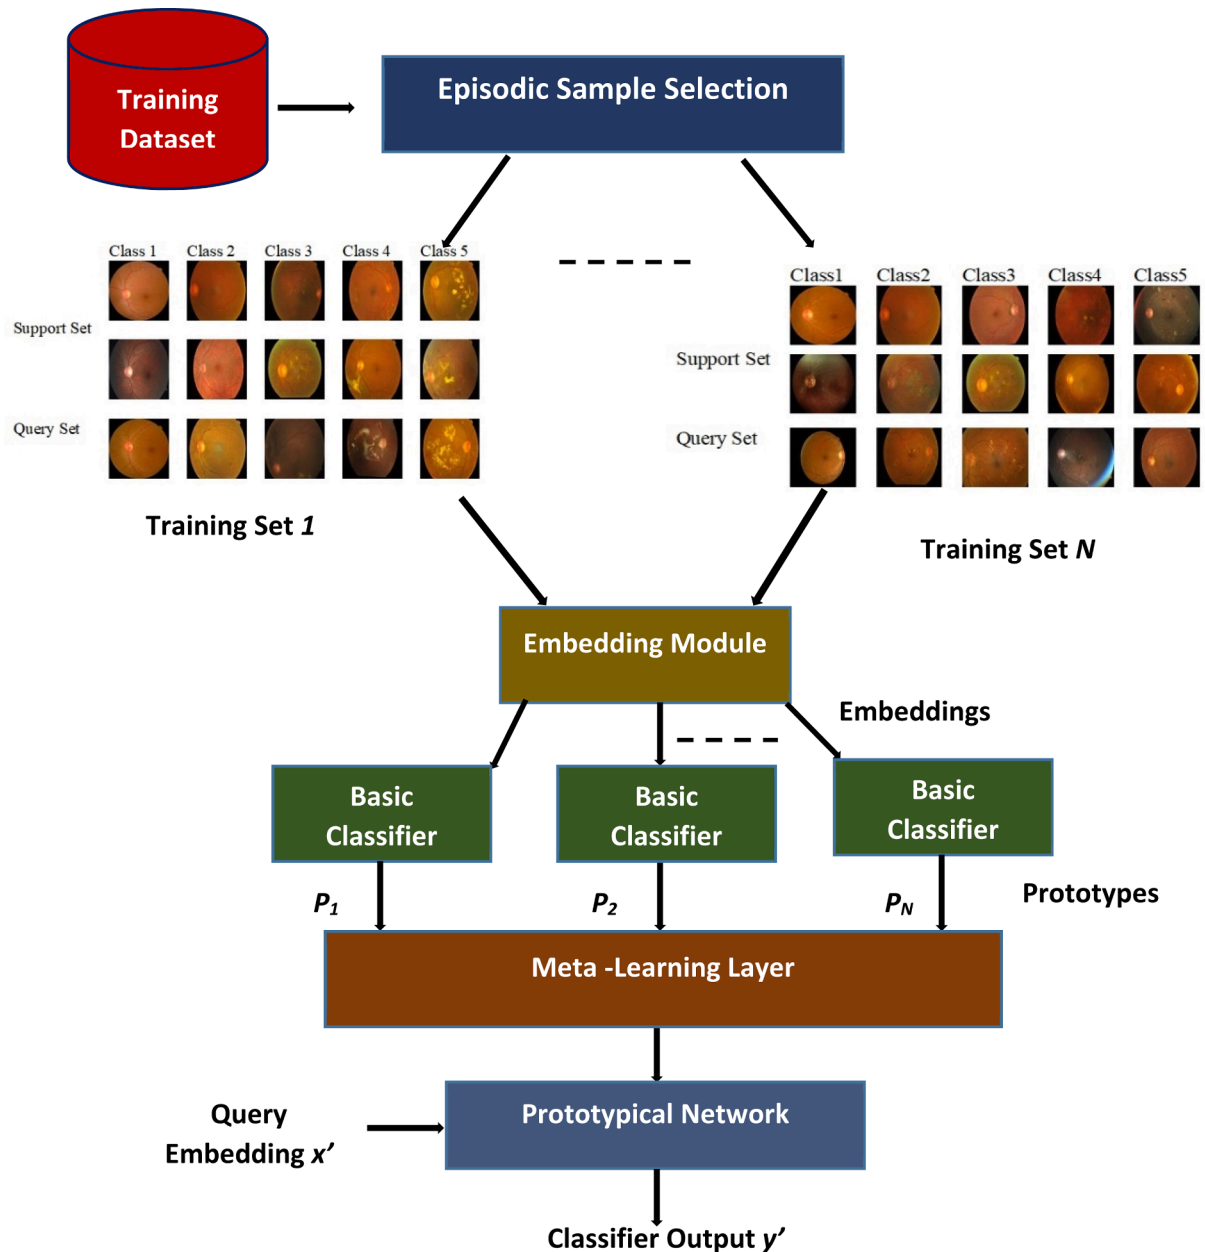 Training
Dataset
Episodic Sample Selection
Class 1 Class 2 Class 3 Class 4 Class 5
Support Set
Query Set
Training Set 1
Class1 Class2 Class3 Class4 Class5
Support Set
Query Set
Training Set N
Embedding Module
Embeddings
Basic
Classifier
Basic
Classifier
Basic
Classifier
P1
P2
PN
Prototypes
Meta -Learning Layer
Query
Embedding x’
Prototypical Network
Classifier Output y’